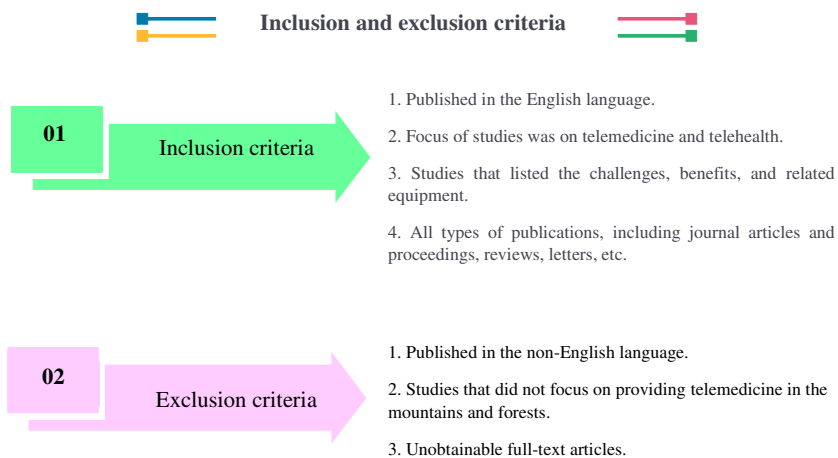 Inclusion and exclusion criteria
01
Inclusion criteria
1. Published in the English language.
2. Focus of studies was on telemedicine and telehealth.
3. Studies that listed the challenges, benefits, and related
equipment.
4. All types of publications, including journal articles and
proceedings, reviews, letters, etc.
02
Exclusion criteria
1. Published in the non-English language.
2. Studies that did not focus on providing telemedicine in the
mountains and forests.
3. Unobtainable full-text articles.